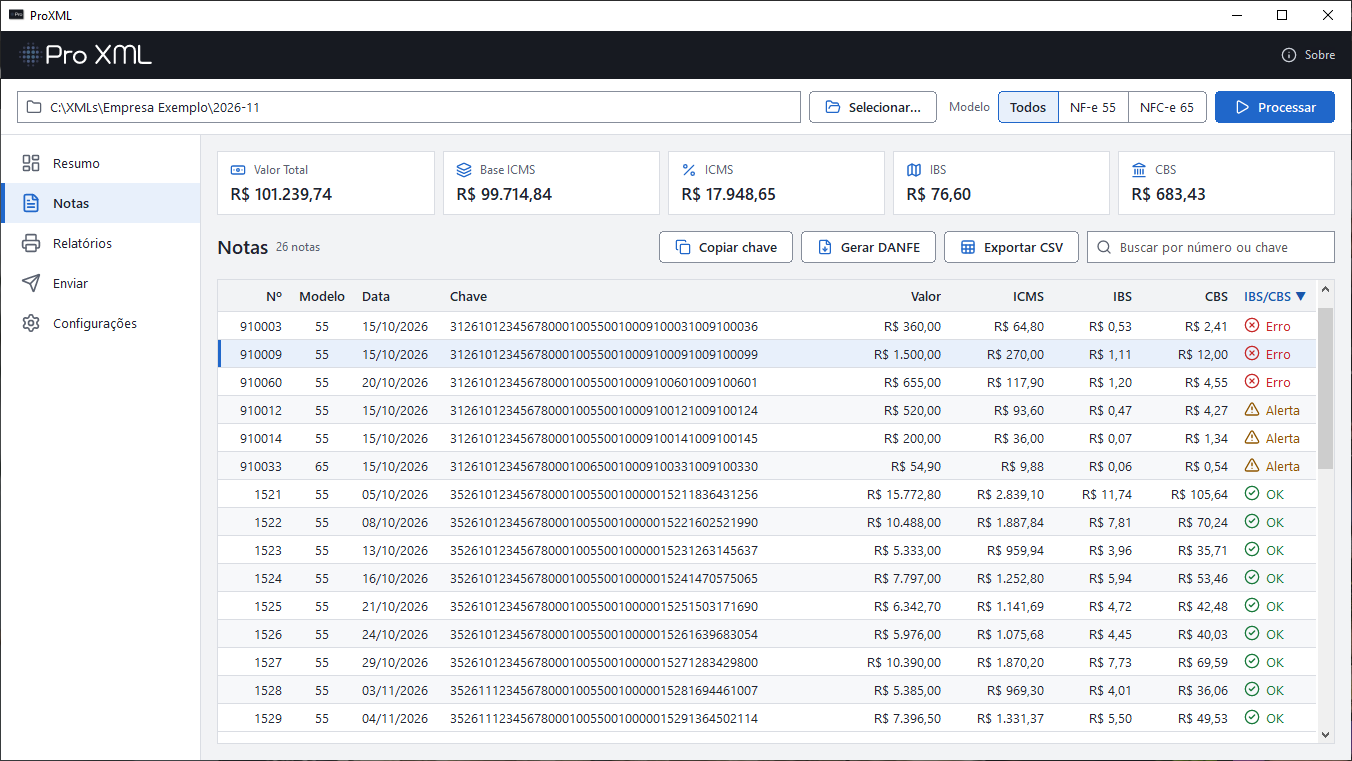 ProXML
Pro XML
Sobre
C:\XMLs\Empresa Exemplo\2026-11 Selecionar... Modelo Todos NF-e 55 NFC-e 65 Processar
Resumo
Notas
Relatórios
Enviar
Configurações
Valor Total Base ICMS ICMS IBS CBS
R$ 101.239,74 R$ 99.714,84 R$ 17.948,65 R$ 76,60 R$ 683,43
Notas 26 notas Copiar chave Gerar DANFE Exportar CSV Buscar por número ou chave
Nº Modelo Data Chave Valor ICMS IBS CBS IBS/CBS ▼
910003 55 15/10/2026 31261012345678000100550010009100031009100036 R$ 360,00 R$ 64,80 R$ 0,53 R$ 2,41 Erro
910009 55 15/10/2026 31261012345678000100550010009100091009100099 R$ 1.500,00 R$ 270,00 R$ 1,11 R$ 12,00 Erro
910060 55 20/10/2026 31261012345678000100550010009100601009100601 R$ 655,00 R$ 117,90 R$ 1,20 R$ 4,55 Erro
910012 55 15/10/2026 31261012345678000100550010009100121009100124 R$ 520,00 R$ 93,60 R$ 0,47 R$ 4,27 Alerta
910014 55 15/10/2026 31261012345678000100550010009100141009100145 R$ 200,00 R$ 36,00 R$ 0,07 R$ 1,34 Alerta
910033 65 15/10/2026 31261012345678000100650010009100331009100330 R$ 54,90 R$ 9,88 R$ 0,06 R$ 0,54 Alerta
1521 55 05/10/2026 35261012345678000100550010000015211836431256 R$ 15.772,80 R$ 2.839,10 R$ 11,74 R$ 105,64 OK
1522 55 08/10/2026 35261012345678000100550010000015221602521990 R$ 10.488,00 R$ 1.887,84 R$ 7,81 R$ 70,24 OK
1523 55 13/10/2026 35261012345678000100550010000015231263145637 R$ 5.333,00 R$ 959,94 R$ 3,96 R$ 35,71 OK
1524 55 16/10/2026 35261012345678000100550010000015241470575065 R$ 7.797,00 R$ 1.252,80 R$ 5,94 R$ 53,46 OK
1525 55 21/10/2026 35261012345678000100550010000015251503171690 R$ 6.342,70 R$ 1.141,69 R$ 4,72 R$ 42,48 OK
1526 55 24/10/2026 35261012345678000100550010000015261639683054 R$ 5.976,00 R$ 1.075,68 R$ 4,45 R$ 40,03 OK
1527 55 29/10/2026 35261012345678000100550010000015271283429800 R$ 10.390,00 R$ 1.870,20 R$ 7,73 R$ 69,59 OK
1528 55 03/11/2026 35261112345678000100550010000015281694461007 R$ 5.385,00 R$ 969,30 R$ 4,01 R$ 36,06 OK
1529 55 04/11/2026 35261112345678000100550010000015291364502114 R$ 7.396,50 R$ 1.331,37 R$ 5,50 R$ 49,53 OK